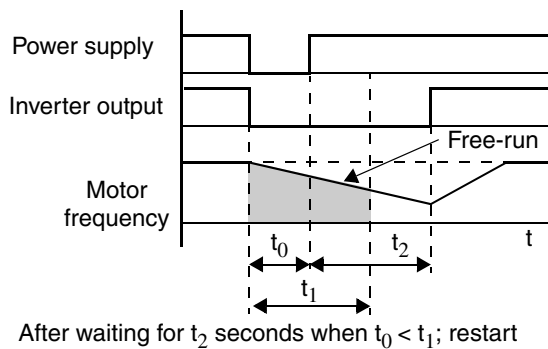 Power supply
Inverter output
Free-run
Motor
frequency
t
t0
t2
t1
After waiting for t2 seconds when t0 < t1; restart